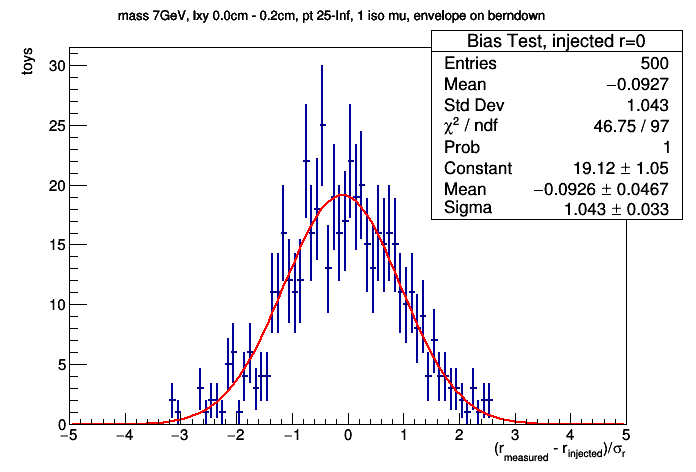 mass 7GeV, lxy 0.0cm - 0.2cm, pt 25-Inf, 1 iso mu, envelope on berndown
Bias Test, injected r=0
Entries 500
Mean −0.0927
Std Dev 1.043
χ² / ndf 46.75 / 97
Prob 1
Constant 19.12 ± 1.05
Mean −0.0926 ± 0.0467
Sigma 1.043 ± 0.033
toys
30
25
20
15
10
5
0
−5 −4 −3 −2 −1 0 1 2 3 4 5
(r_measured - r_injected)/σ_r